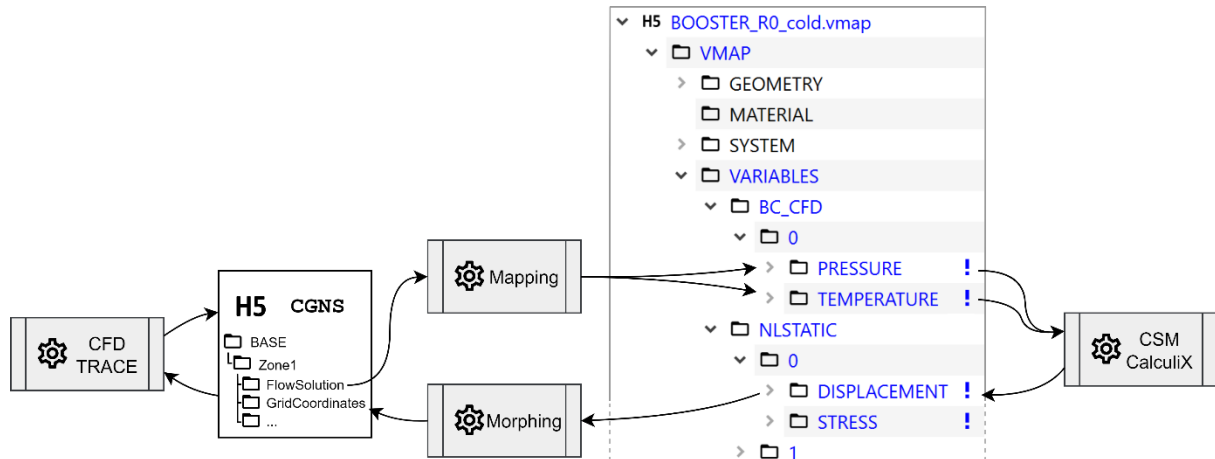 H5 BOOSTER_R0_cold.vmap
VMAP
GEOMETRY
MATERIAL
SYSTEM
VARIABLES
BC_CFD
0
PRESSURE !
TEMPERATURE !
NLSTATIC
0
DISPLACEMENT !
STRESS !
1
CFD
TRACE
H5 CGNS
BASE
Zone1
FlowSolution
GridCoordinates
...
Mapping
Morphing
CSM
CalculiX